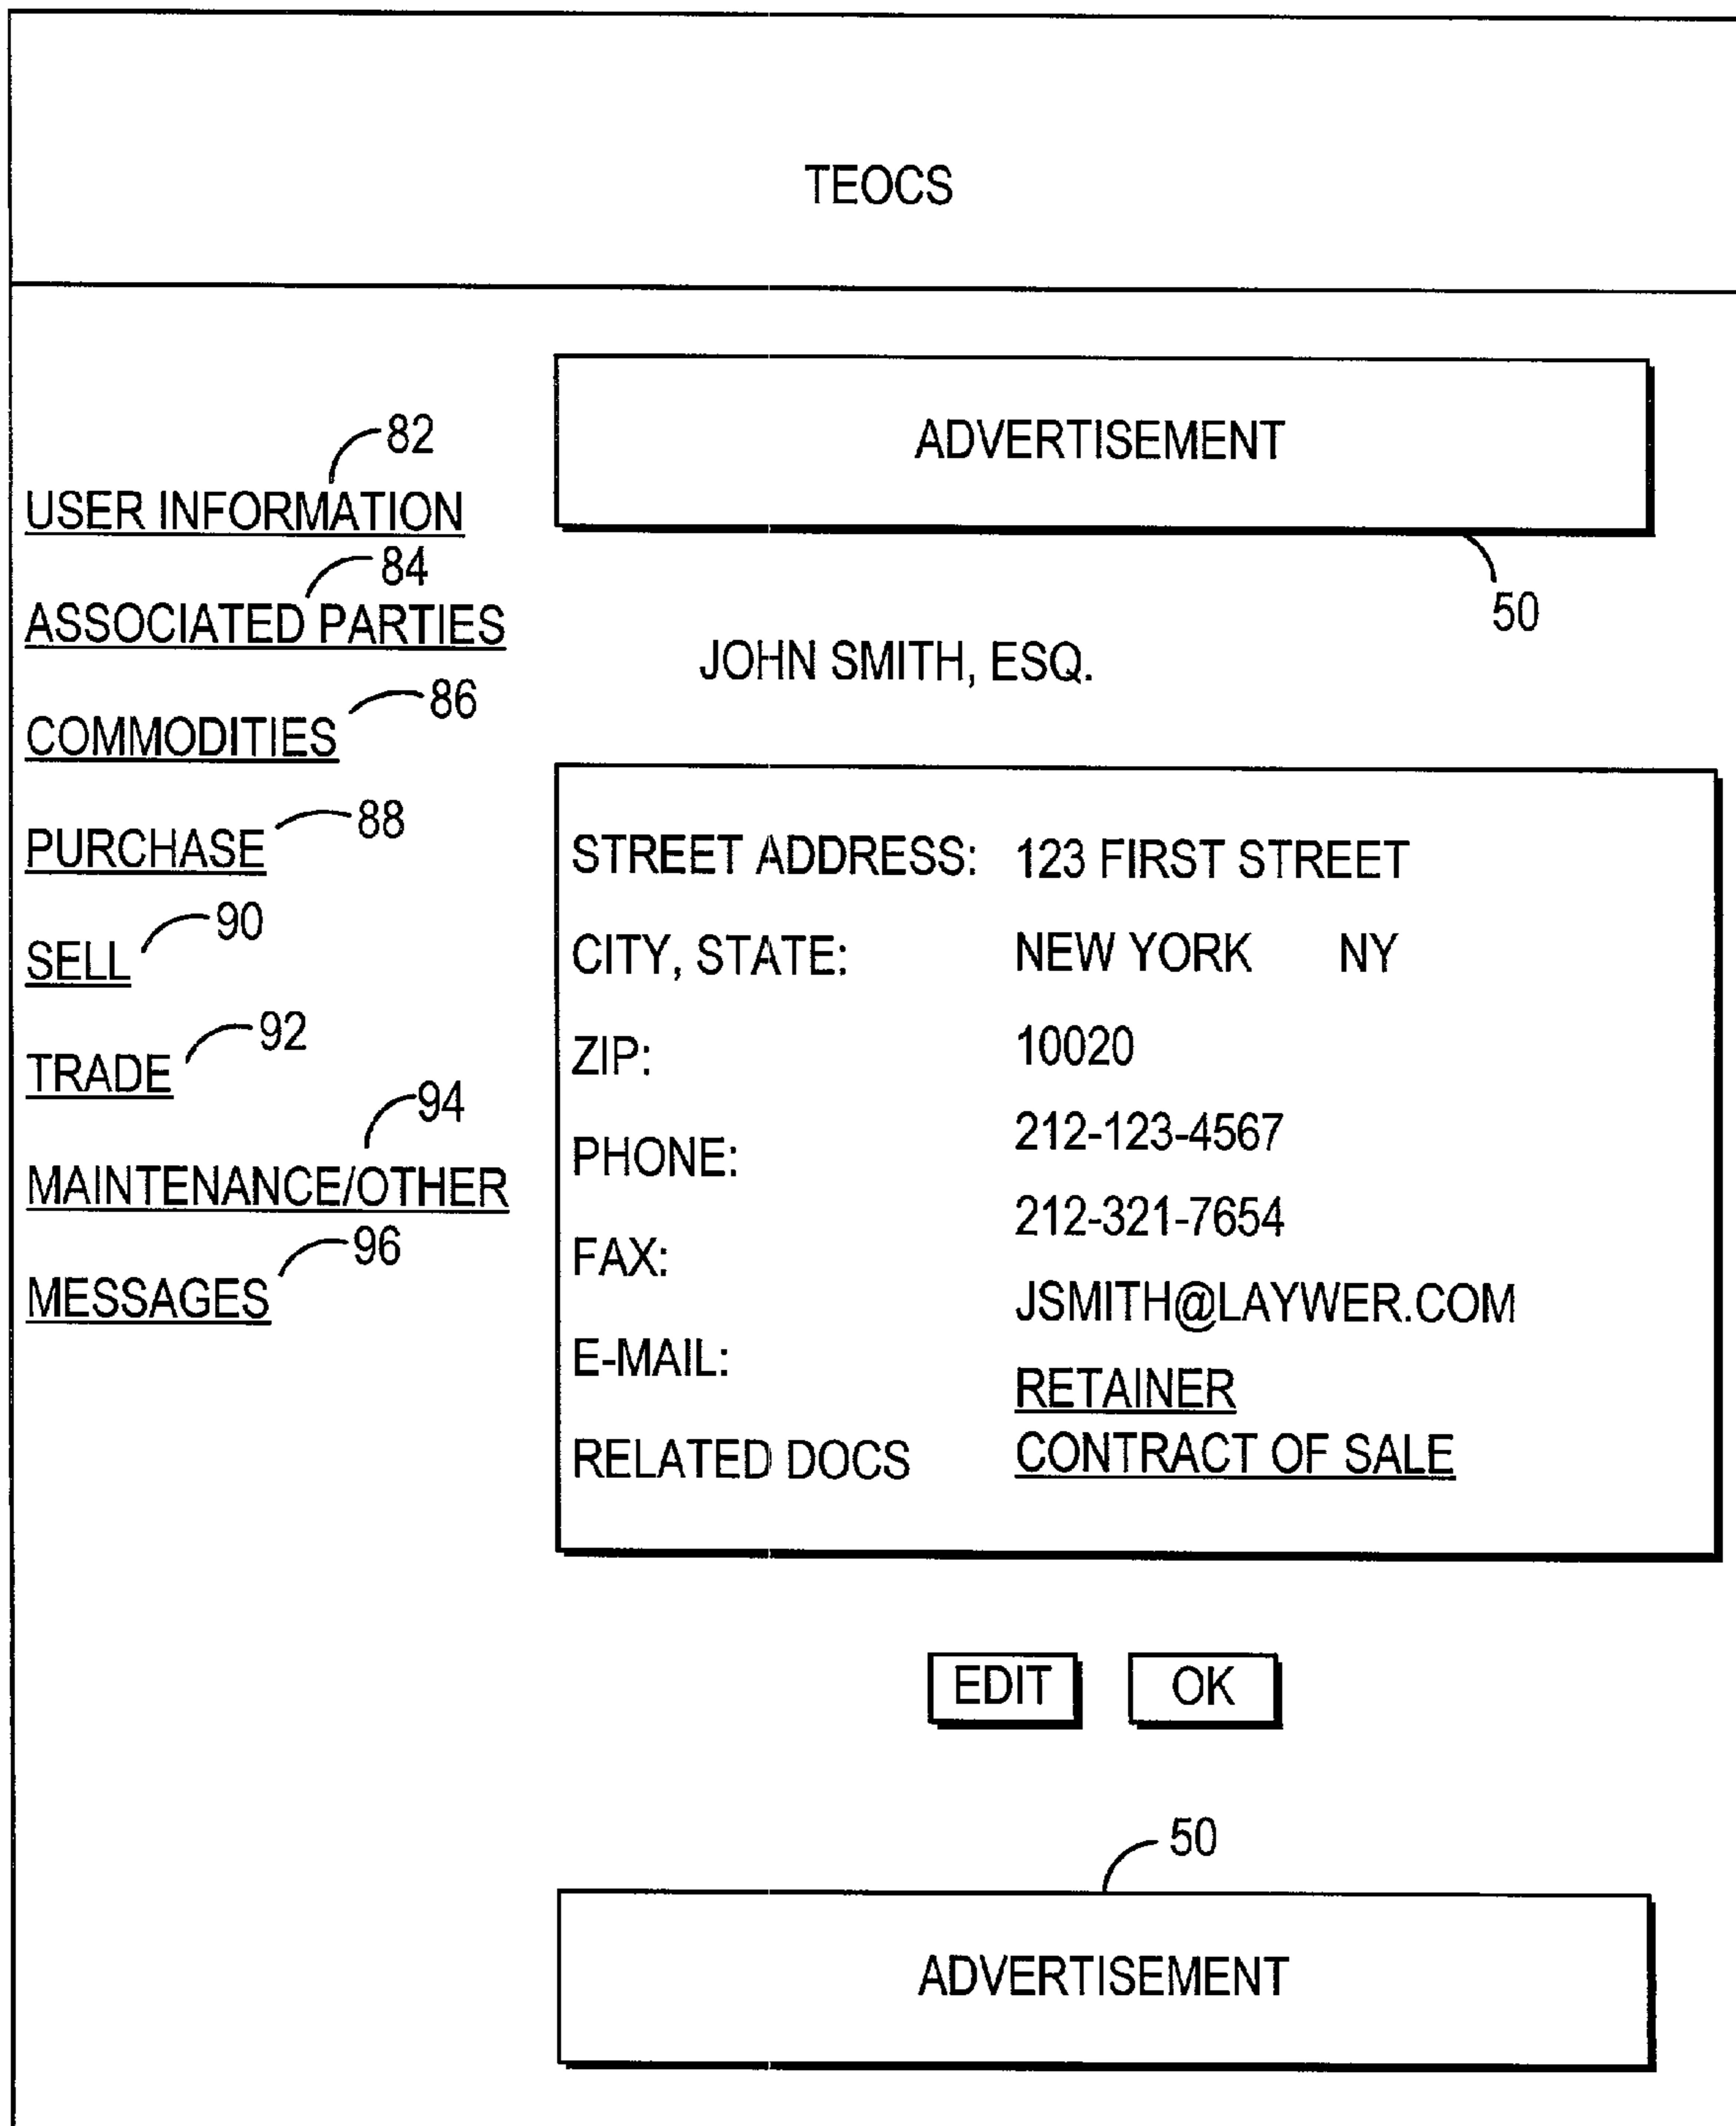 TEOCS
82
USER INFORMATION
84
ASSOCIATED PARTIES
86
COMMODITIES
88
PURCHASE
90
SELL
92
TRADE
94
MAINTENANCE/OTHER
96
MESSAGES
ADVERTISEMENT
50
JOHN SMITH, ESQ.
STREET ADDRESS: 123 FIRST STREET
CITY, STATE: NEW YORK NY
ZIP: 10020
PHONE: 212-123-4567
FAX: 212-321-7654
E-MAIL: JSMITH@LAYWER.COM
RELATED DOCS RETAINER
CONTRACT OF SALE
EDIT OK
50
ADVERTISEMENT